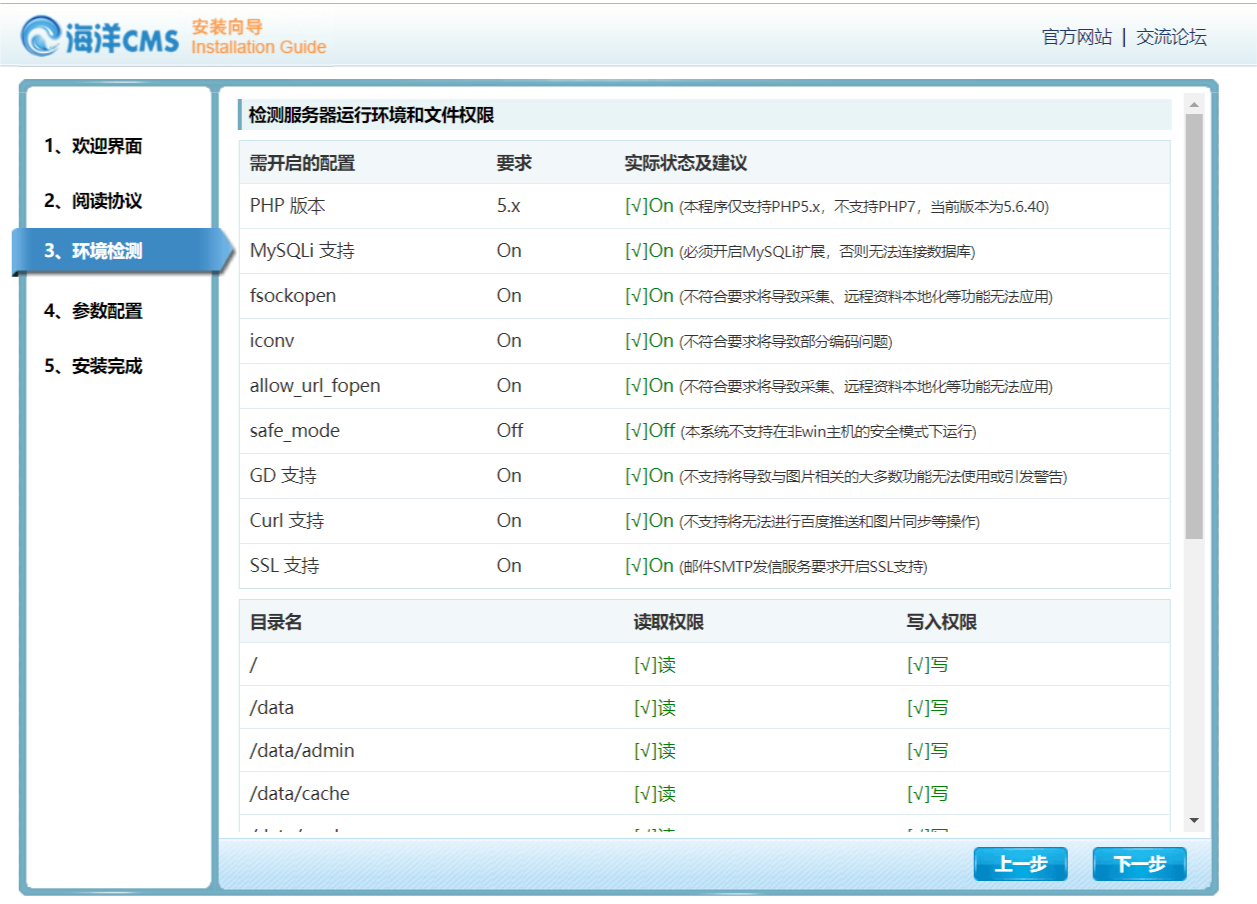 海洋CMS 安装向导
Installation Guide
官方网站 | 交流论坛
1、欢迎界面
2、阅读协议
3、环境检测
4、参数配置
5、安装完成
检测服务器运行环境和文件权限
需开启的配置 要求 实际状态及建议
PHP 版本 5.x [√]On (本程序仅支持PHP5.x，不支持PHP7，当前版本为5.6.40)
MySQLi 支持 On [√]On (必须开启MySQLi扩展，否则无法连接数据库)
fsockopen On [√]On (不符合要求将导致采集、远程资料本地化等功能无法应用)
iconv On [√]On (不符合要求将导致部分编码问题)
allow_url_fopen On [√]On (不符合要求将导致采集、远程资料本地化等功能无法应用)
safe_mode Off [√]Off (本系统不支持在非win主机的安全模式下运行)
GD 支持 On [√]On (不支持将导致与图片相关的大多数功能无法使用或引发警告)
Curl 支持 On [√]On (不支持将无法进行百度推送和图片同步等操作)
SSL 支持 On [√]On (邮件SMTP发信服务要求开启SSL支持)
目录名 读取权限 写入权限
/ [√]读 [√]写
/data [√]读 [√]写
/data/admin [√]读 [√]写
/data/cache [√]读 [√]写
上一步 下一步